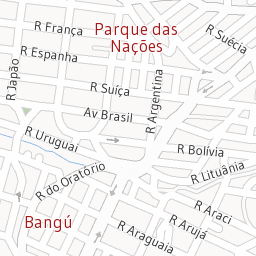 Parque das
Nações
R França
R Suécia
R Espanha
R Japão
R Suíça
R Argentina
Av Brasil
R Uruguai
R Bolívia
R do Oratório
R Lituânia
Bangú
R Araci
R Arujá
R Araguaia